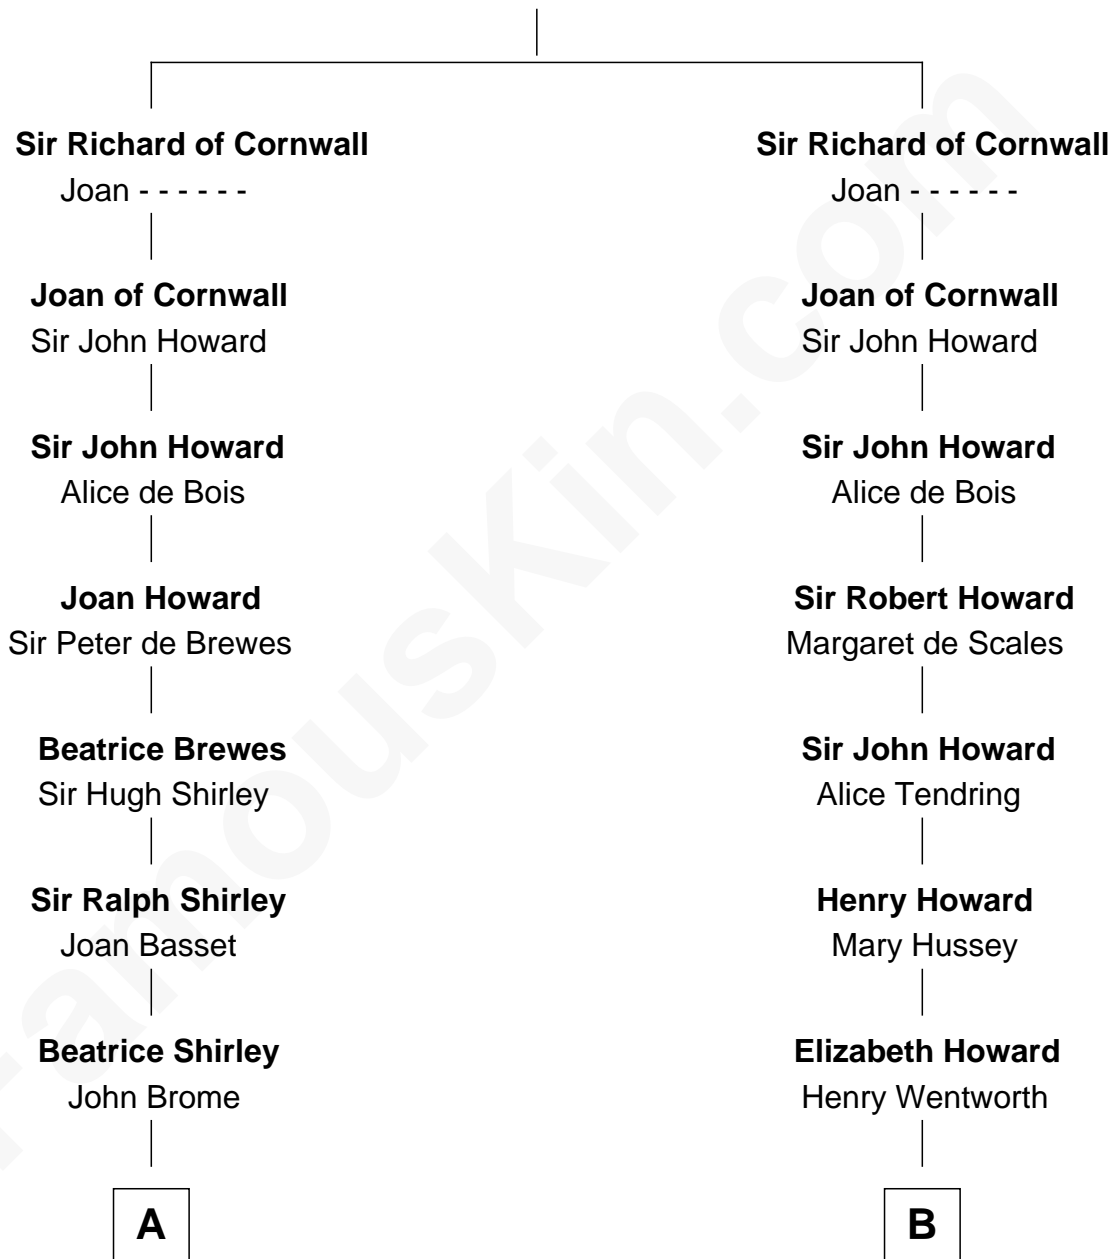 Sir Richard of Cornwall
Joan - - - - - -
Joan of Cornwall
Sir John Howard
Sir John Howard
Alice de Bois
Joan Howard
Sir Peter de Brewes
Beatrice Brewes
Sir Hugh Shirley
Sir Ralph Shirley
Joan Basset
Beatrice Shirley
John Brome
A
Sir Richard of Cornwall
Joan - - - - - -
Joan of Cornwall
Sir John Howard
Sir John Howard
Alice de Bois
Sir Robert Howard
Margaret de Scales
Sir John Howard
Alice Tendring
Henry Howard
Mary Hussey
Elizabeth Howard
Henry Wentworth
B
FamousKin.com